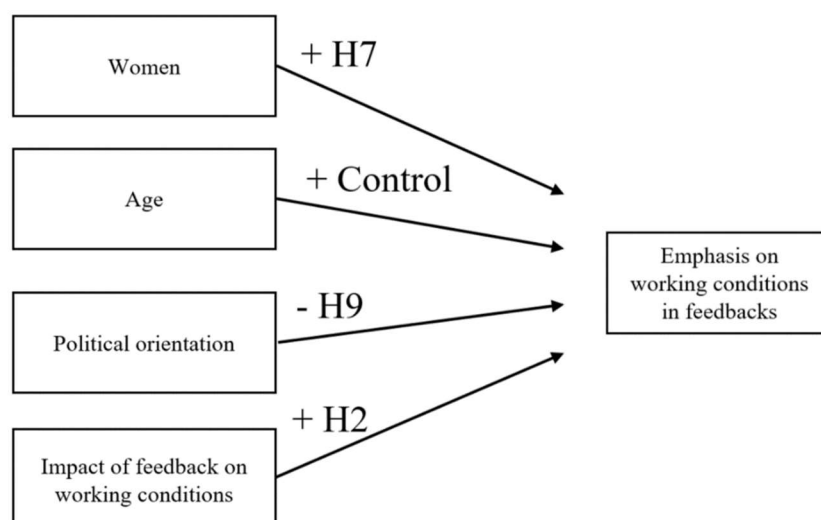 Women
+ H7
Age
+ Control
Political orientation
- H9
Impact of feedback on
working conditions
+ H2
Emphasis on
working conditions
in feedbacks